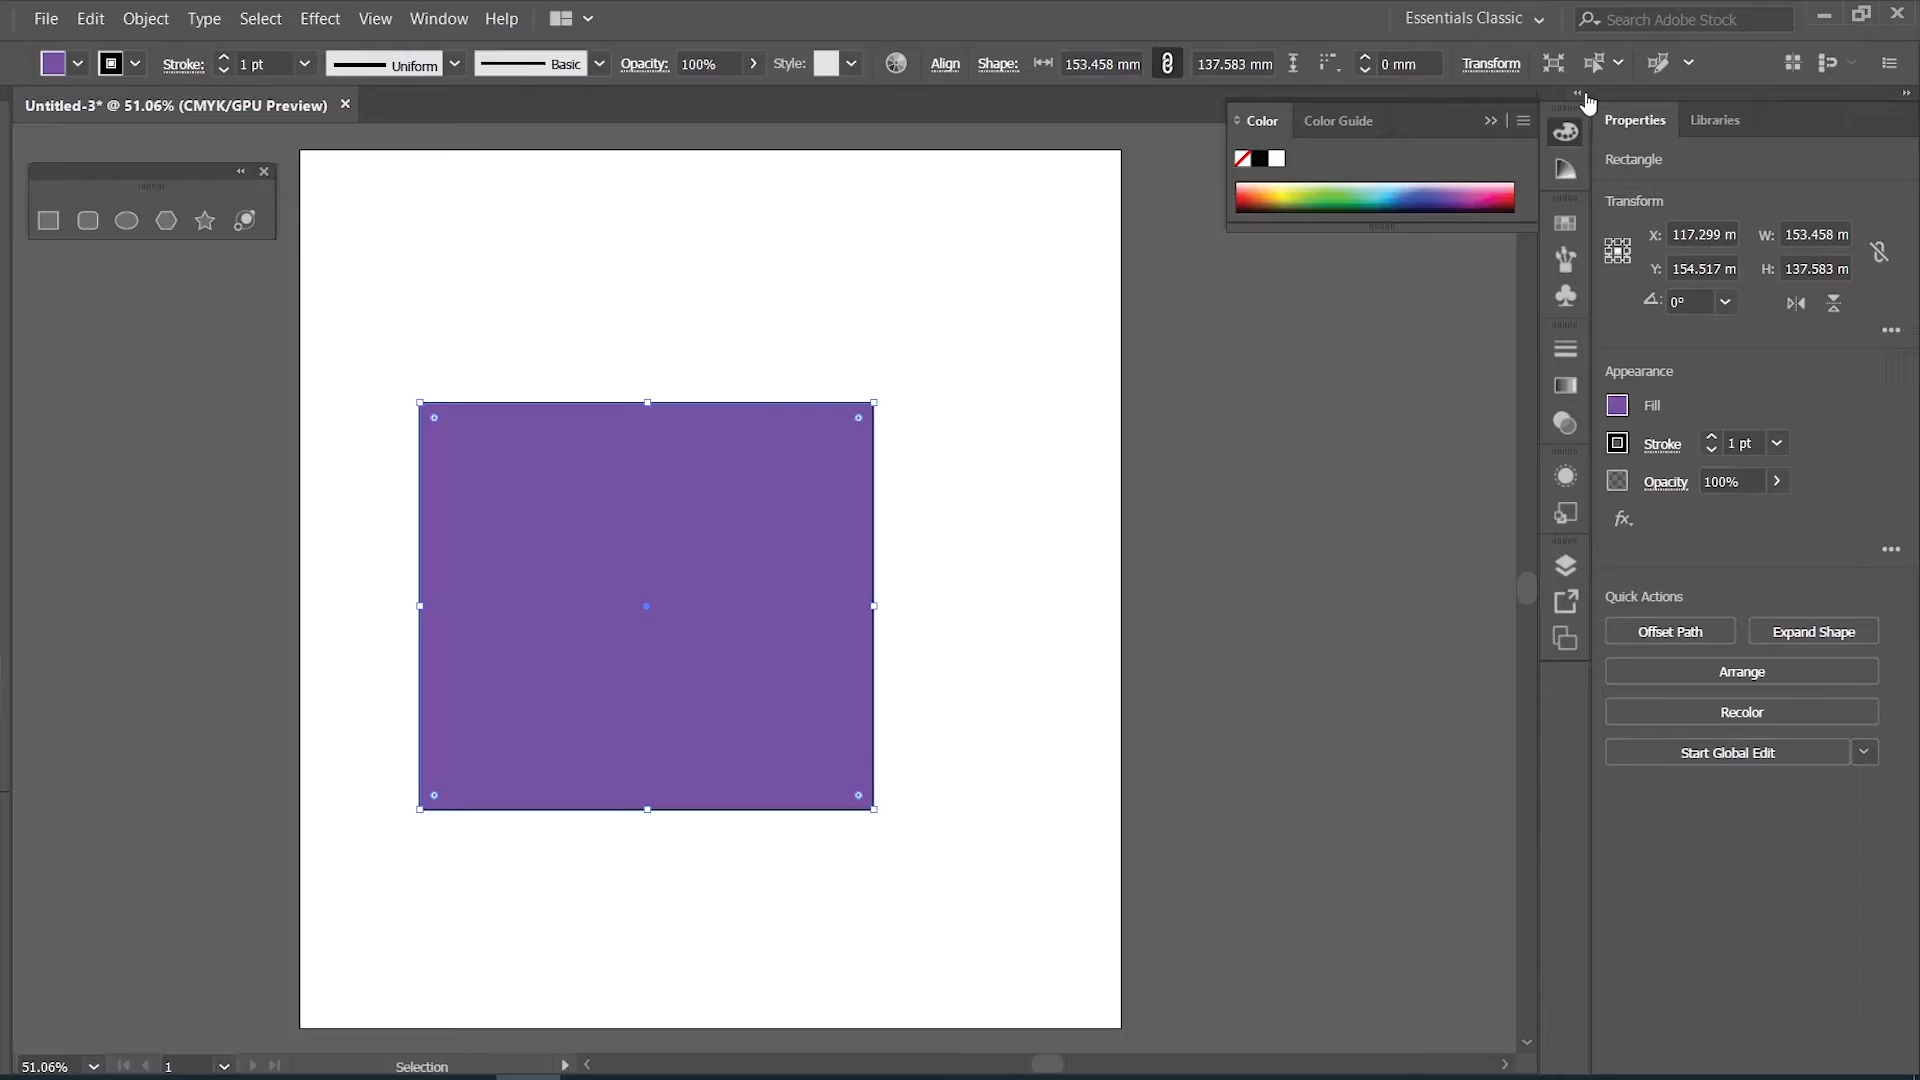 File Edit Object Type Select Effect View Window Help Essentials Classic Search Adobe Stock
Stroke: 1 pt Uniform Basic Opacity: 100% Style: Align Shape: 153.458 mm 137.583 mm 0 mm Transform
Untitled-3* @ 51.06% (CMYK/GPU Preview)
Color Color Guide
Properties Libraries
Rectangle
Transform
X: 117.299 m W: 153.458 m
Y: 154.517 m H: 137.583 m
0°
Appearance
Fill
Stroke 1 pt
Opacity 100%
fx.
Quick Actions
Offset Path Expand Shape
Arrange
Recolor
Start Global Edit
51.06% 1 Selection